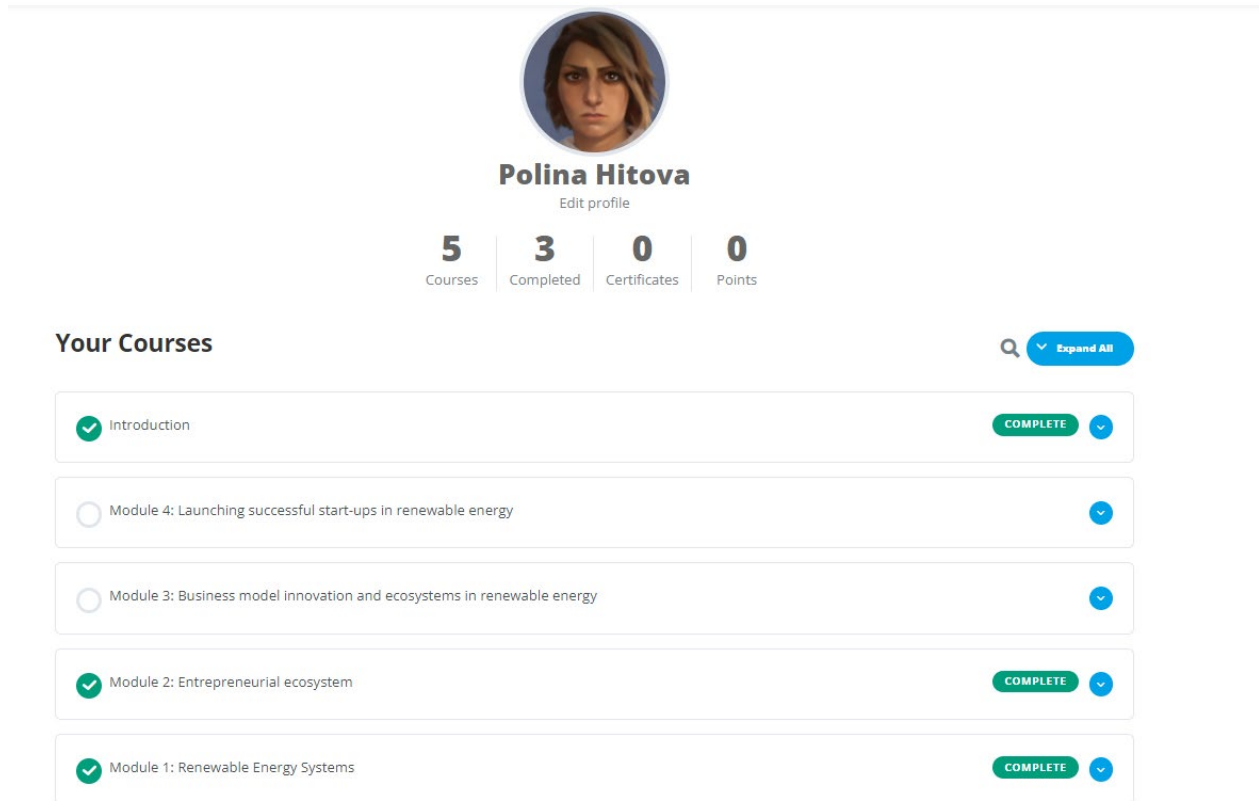 Polina Hitova
Edit profile
5 3 0 0
Courses Completed Certificates Points
Your Courses
Expand All
Introduction COMPLETE
Module 4: Launching successful start-ups in renewable energy
Module 3: Business model innovation and ecosystems in renewable energy
Module 2: Entrepreneurial ecosystem COMPLETE
Module 1: Renewable Energy Systems COMPLETE